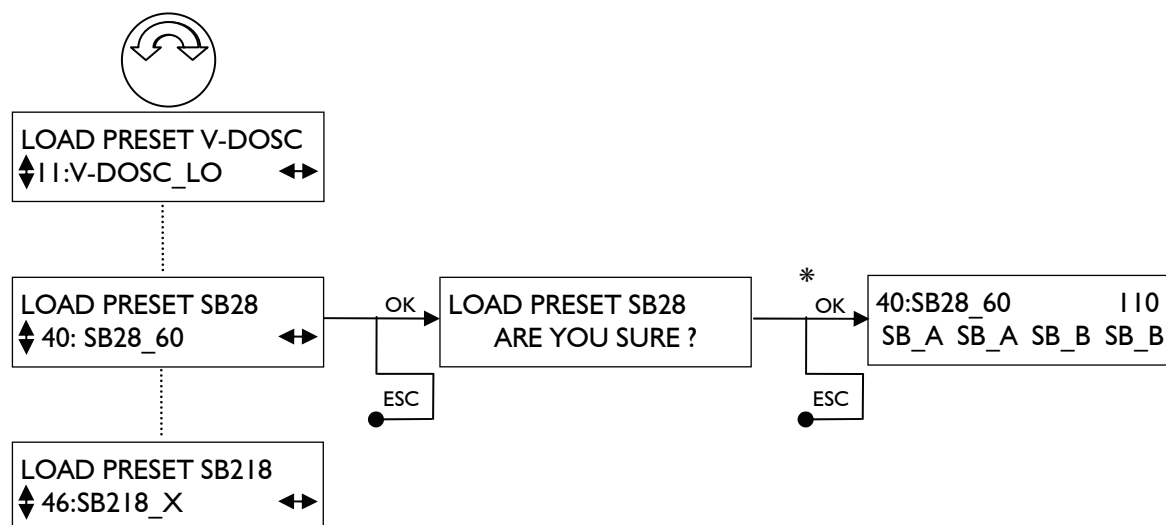 LOAD PRESET V-DOSC
11:V-DOSC_LO
LOAD PRESET SB28
40: SB28_60
OK
ESC
LOAD PRESET SB28
ARE YOU SURE ?
*
OK
ESC
40:SB28_60 110
SB_A SB_A SB_B SB_B
LOAD PRESET SB218
46:SB218_X